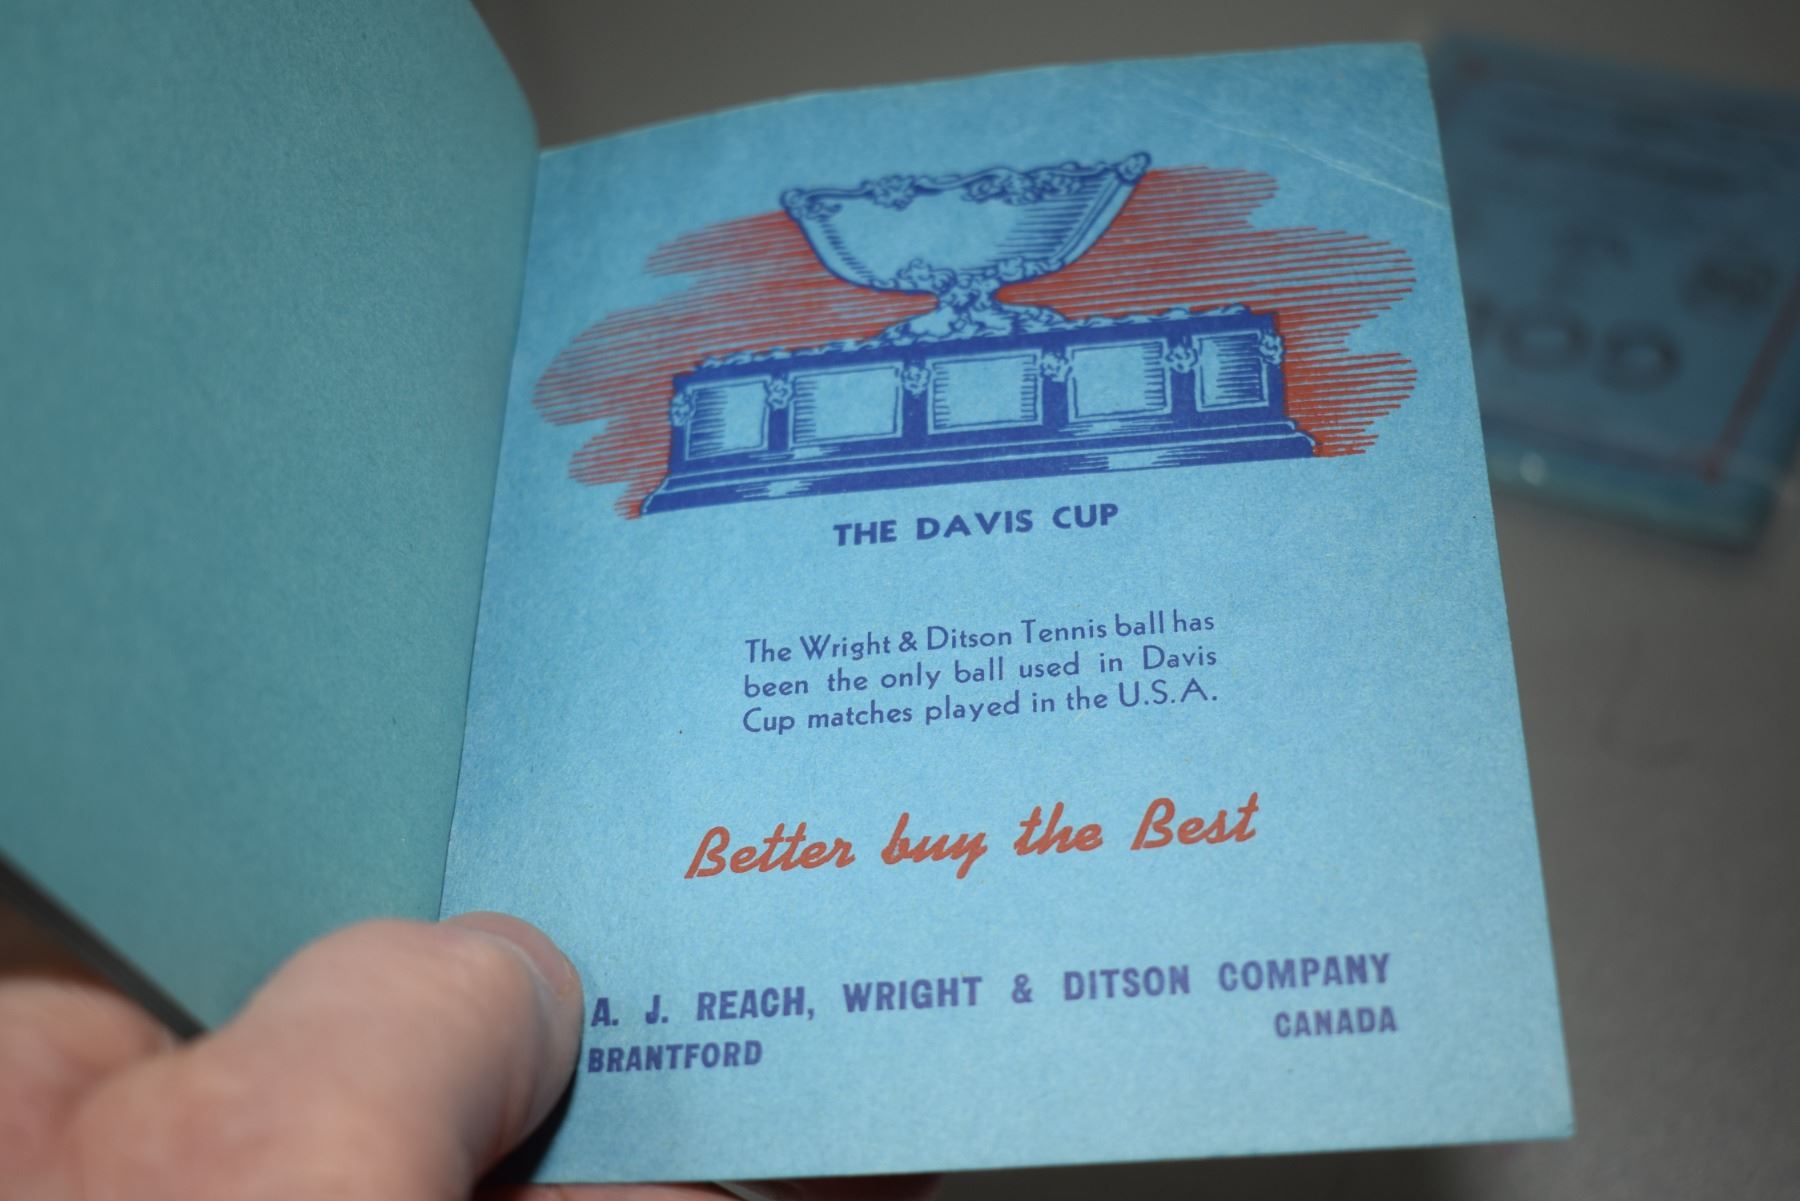 THE DAVIS CUP
The Wright & Ditson Tennis ball has
been the only ball used in Davis
Cup matches played in the U.S.A.
Better buy the Best
A. J. REACH, WRIGHT & DITSON COMPANY
BRANTFORD CANADA